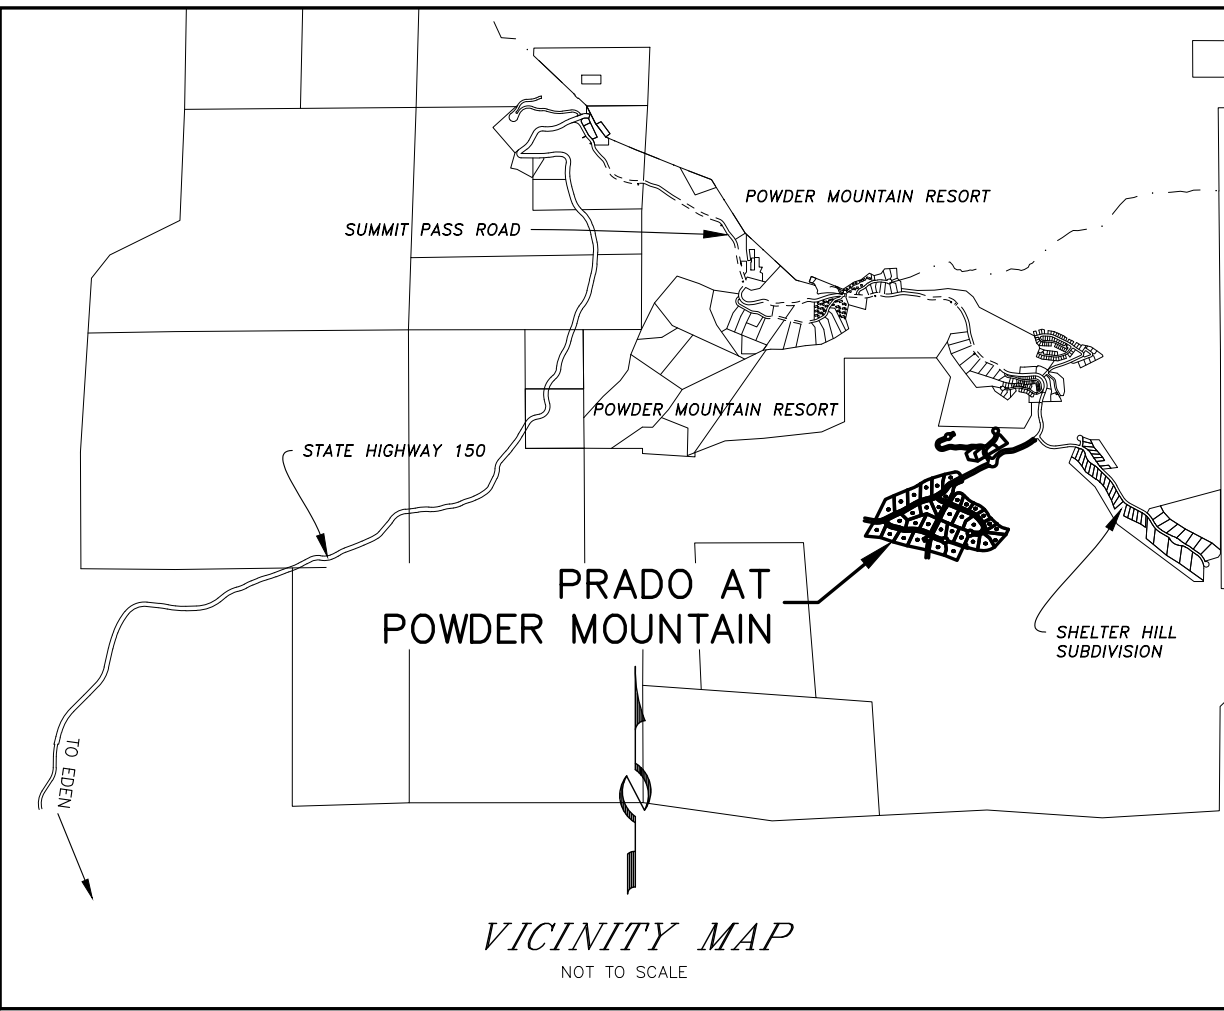 POWDER MOUNTAIN RESORT
SUMMIT PASS ROAD
POWDER MOUNTAIN RESORT
STATE HIGHWAY 150
PRADO AT
POWDER MOUNTAIN
SHELTER HILL
SUBDIVISION
TO EDEN
VICINITY MAP
NOT TO SCALE